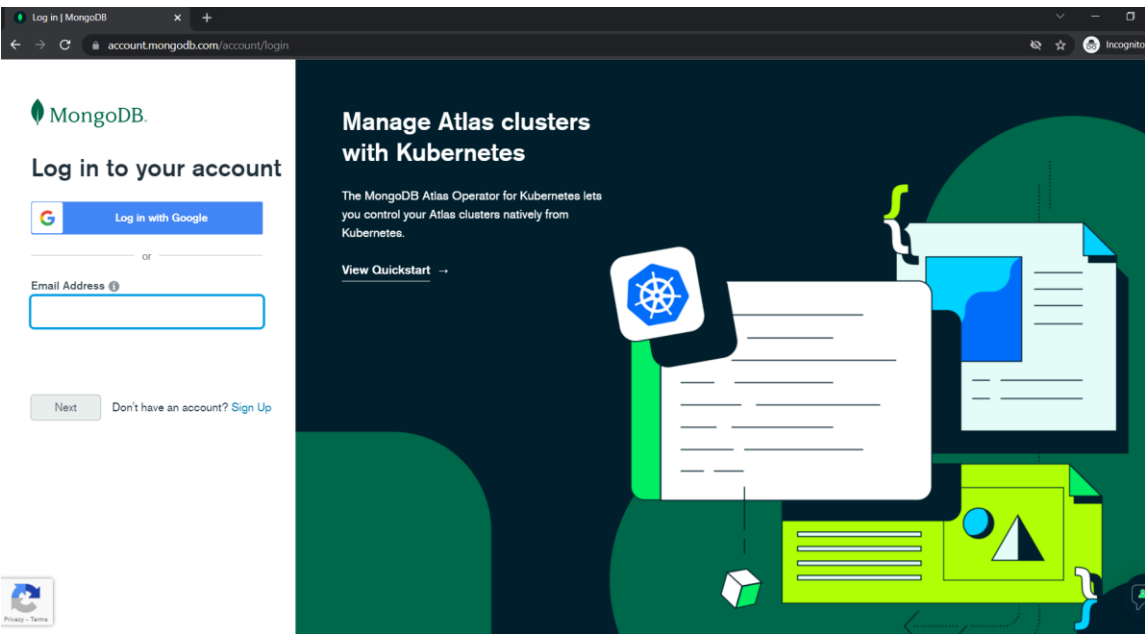 Log in | MongoDB
account.mongodb.com/account/login
Incognito
MongoDB.
Log in to your account
Log in with Google
or
Email Address
Next
Don't have an account? Sign Up
Privacy - Terms
Manage Atlas clusters
with Kubernetes
The MongoDB Atlas Operator for Kubernetes lets
you control your Atlas clusters natively from
Kubernetes.
View Quickstart →